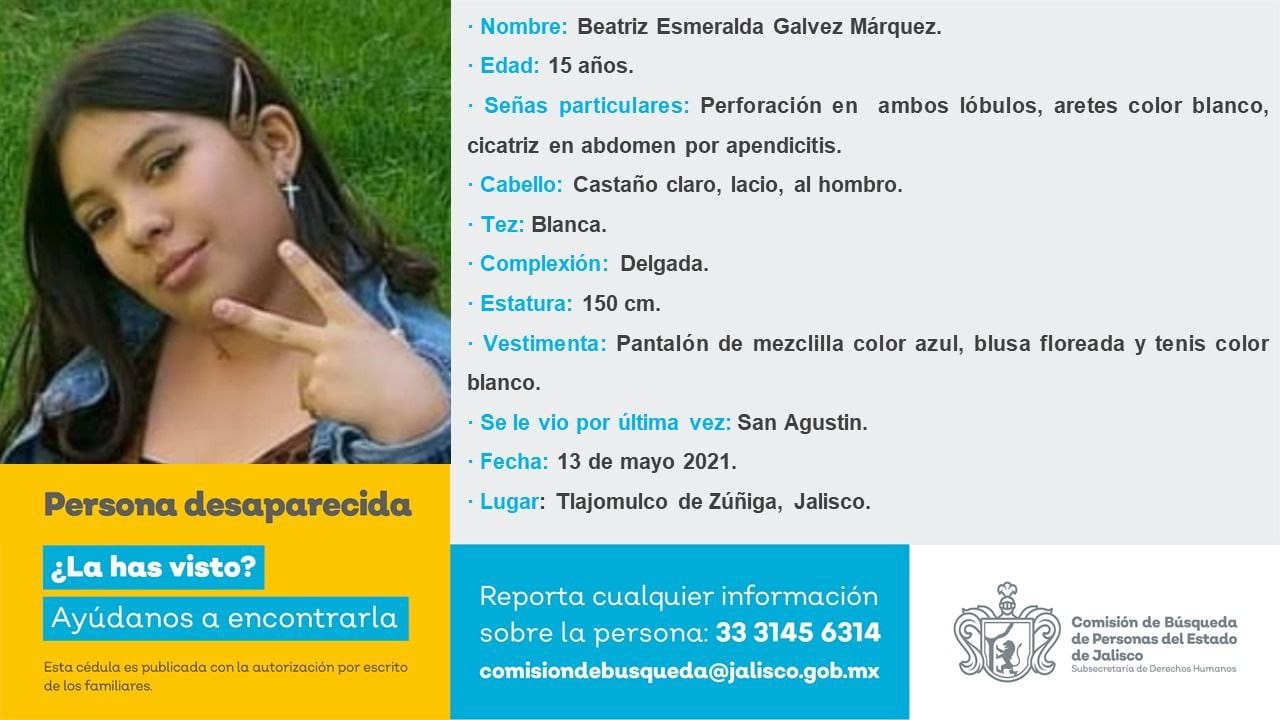 · Nombre: Beatriz Esmeralda Galvez Márquez.
· Edad: 15 años.
· Señas particulares: Perforación en ambos lóbulos, aretes color blanco,
cicatriz en abdomen por apendicitis.
· Cabello: Castaño claro, lacio, al hombro.
· Tez: Blanca.
· Complexión: Delgada.
· Estatura: 150 cm.
· Vestimenta: Pantalón de mezclilla color azul, blusa floreada y tenis color
blanco.
· Se le vio por última vez: San Agustin.
· Fecha: 13 de mayo 2021.
· Lugar: Tlajomulco de Zúñiga, Jalisco.
Persona desaparecida
¿La has visto?
Ayúdanos a encontrarla
Esta cédula es publicada con la autorización por escrito
de los familiares.
Reporta cualquier información
sobre la persona: 33 3145 6314
comisiondebusqueda@jalisco.gob.mx
Comisión de Búsqueda
de Personas del Estado
de Jalisco
Subsecretaría de Derechos Humanos